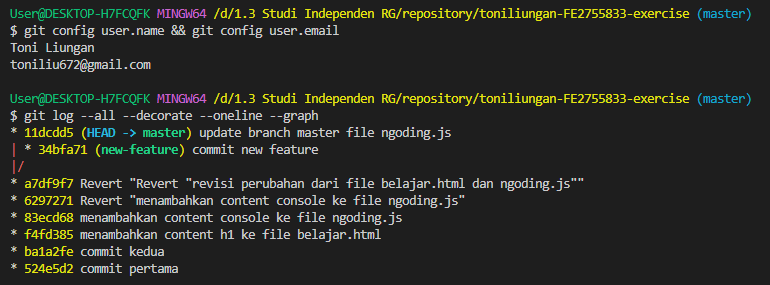 User@DESKTOP-H7FCQFK MINGW64 /d/1.3 Studi Independen RG/repository/toniliungan-FE2755833-exercise (master)
$ git config user.name && git config user.email
Toni Liungan
toniliu672@gmail.com

User@DESKTOP-H7FCQFK MINGW64 /d/1.3 Studi Independen RG/repository/toniliungan-FE2755833-exercise (master)
$ git log --all --decorate --oneline --graph
* 11dcdd5 (HEAD -> master) update branch master file ngoding.js
| * 34bfa71 (new-feature) commit new feature
|/
* a7df9f7 Revert "Revert "revisi perubahan dari file belajar.html dan ngoding.js""
* 6297271 Revert "menambahkan content console ke file ngoding.js"
* 83ecd68 menambahkan content console ke file ngoding.js
* f4fd385 menambahkan content h1 ke file belajar.html
* ba1a2fe commit kedua
* 524e5d2 commit pertama